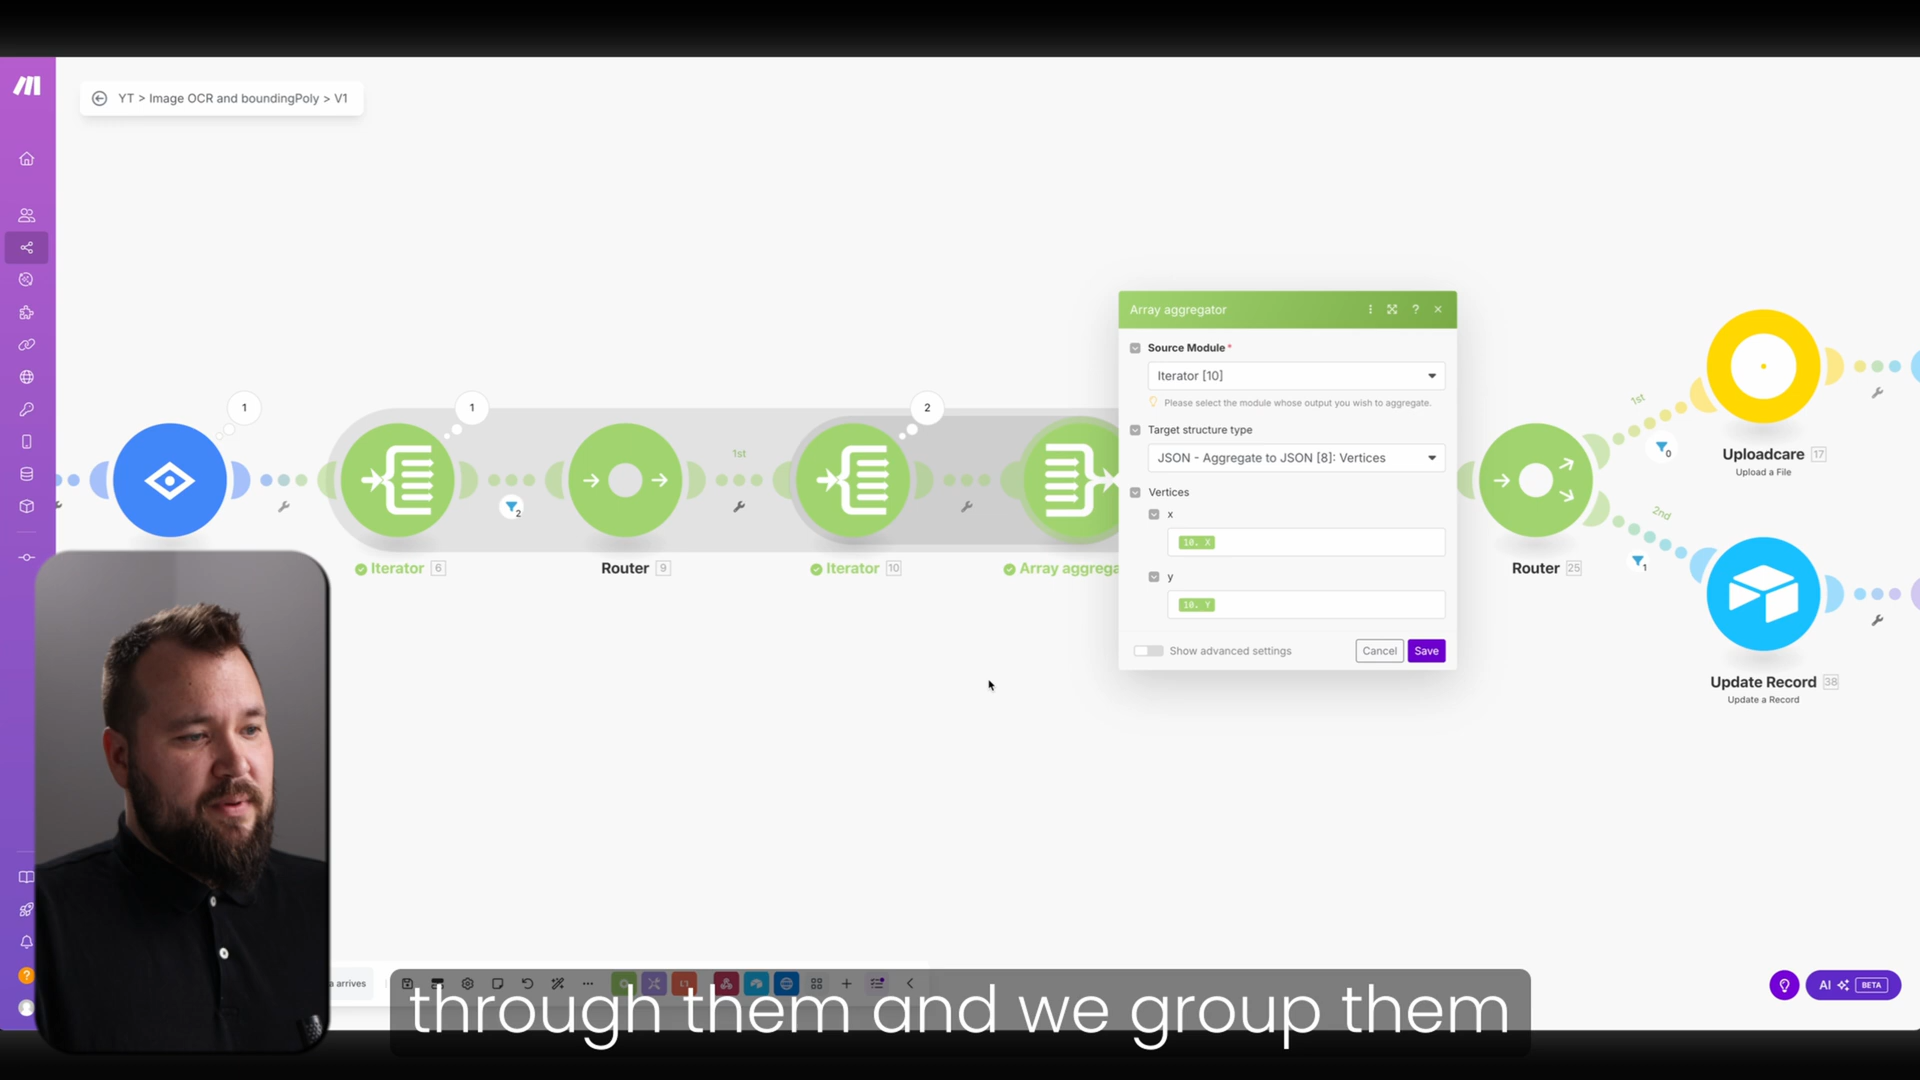 YT > Image OCR and boundingPoly > V1
Array aggregator
?
Source Module *
Iterator [10]
Please select the module whose output you wish to aggregate.
Target structure type
JSON - Aggregate to JSON [8]: Vertices
Vertices
x
10. X
y
10. Y
Show advanced settings
Cancel
Save
1
1
2
1st
2
0
1
1st
2nd
Iterator 6
Router 9
Iterator 10
Array aggrega
Router 25
Uploadcare 17
Upload a File
Update Record 38
Update a Record
a arrives
AI BETA
through them and we group them